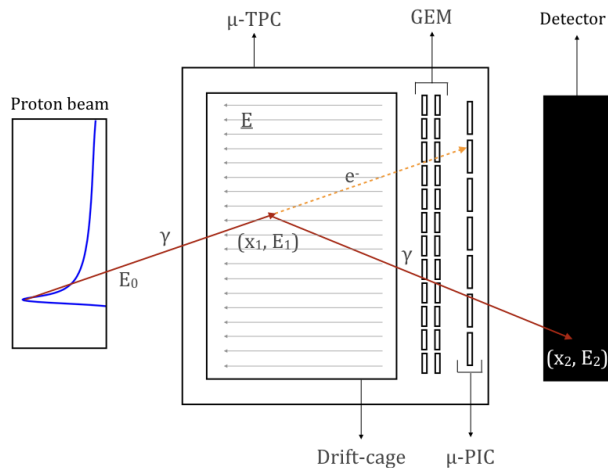 μ-TPC
GEM
Detector
Proton beam
E
e-
γ
(x1, E1)
γ
E0
(x2, E2)
Drift-cage
μ-PIC